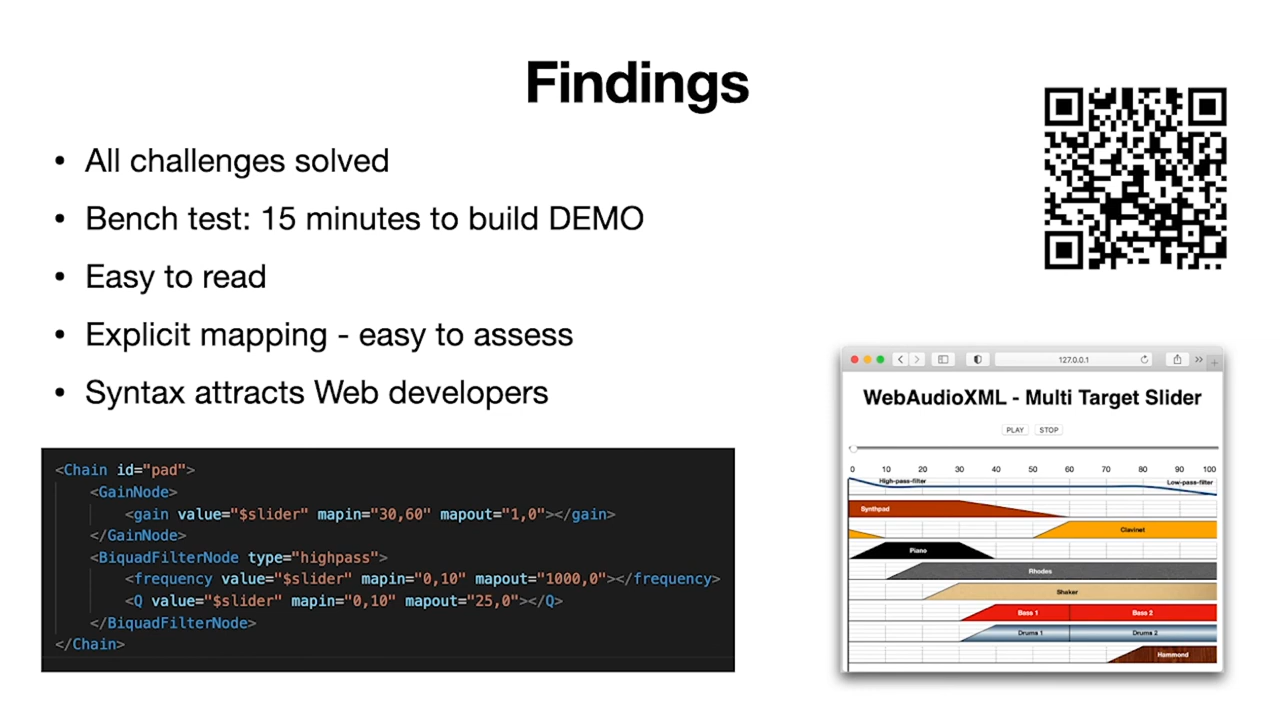 Findings
• All challenges solved
• Bench test: 15 minutes to build DEMO
• Easy to read
• Explicit mapping - easy to assess
• Syntax attracts Web developers
<Chain id="pad">
<GainNode>
<gain value="$slider" mapin="30,60" mapout="1,0"></gain>
</GainNode>
<BiquadFilterNode type="highpass">
<frequency value="$slider" mapin="0,10" mapout="1000,0"></frequency>
<Q value="$slider" mapin="0,10" mapout="25,0"></Q>
</BiquadFilterNode>
</Chain>
127.0.0.1
WebAudioXML - Multi Target Slider
PLAY STOP
0 10 20 30 40 50 60 70 80 90 100
High-pass-filter Low-pass-filter
Synthpad
Clavinet
Piano
Rhodes
Shaker
Bass 1 Bass 2
Drums 1 Drums 2
Hammond